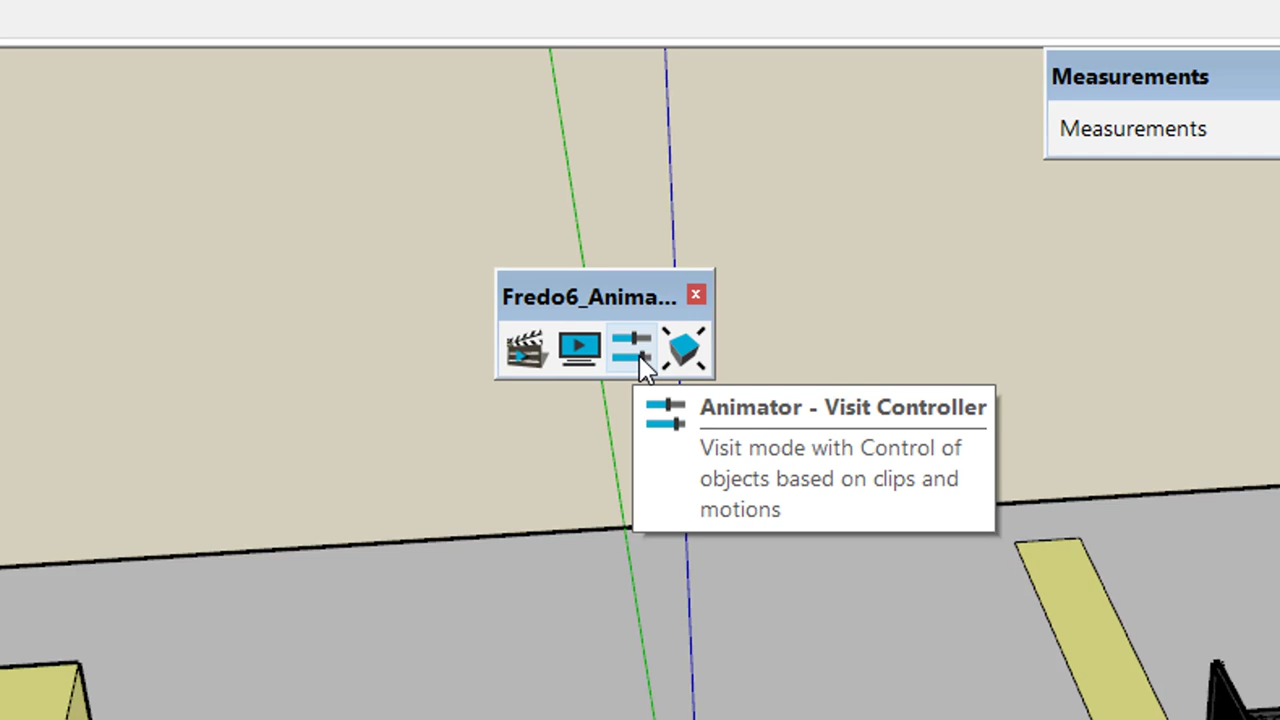 Measurements
Measurements
Fredo6_Anima...
Animator - Visit Controller
Visit mode with Control of
objects based on clips and
motions